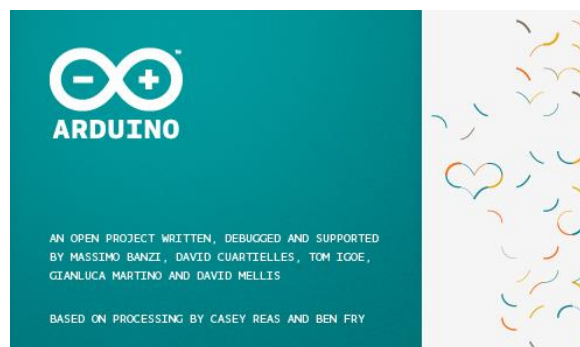 ARDUINO
AN OPEN PROJECT WRITTEN, DEBUGGED AND SUPPORTED
BY MASSIMO BANZI, DAVID CUARTIELLES, TOM IGOE,
GIANLUCA MARTINO AND DAVID MELLIS
BASED ON PROCESSING BY CASEY REAS AND BEN FRY